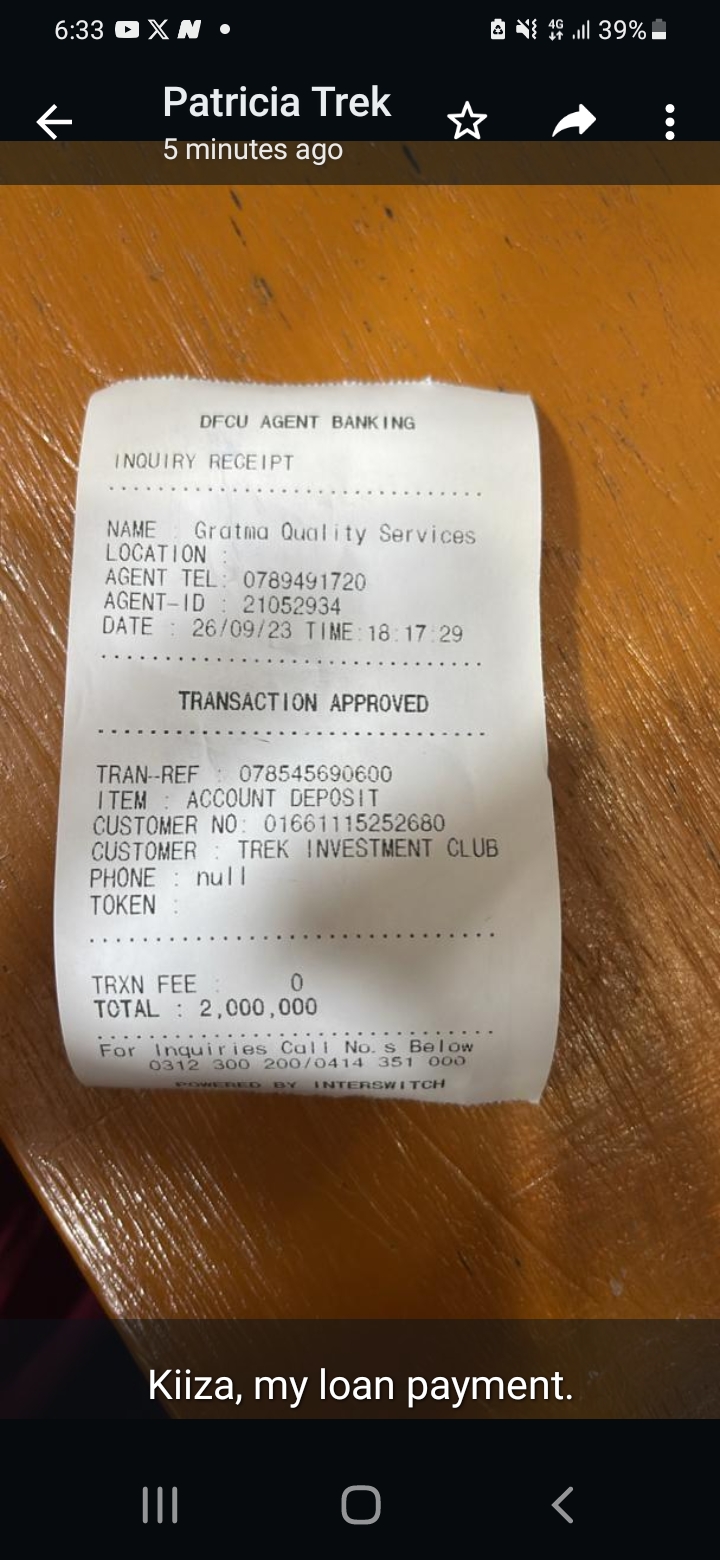 6:33
4G
39%
Patricia Trek
5 minutes ago
DFCU AGENT BANKING
INQUIRY RECEIPT
NAME : Gratma Quality Services
LOCATION :
AGENT TEL: 0789491720
AGENT-ID : 21052934
DATE : 26/09/23 TIME:18:17:29
TRANSACTION APPROVED
TRAN--REF : 078545690600
ITEM : ACCOUNT DEPOSIT
CUSTOMER NO: 01661115252680
CUSTOMER : TREK INVESTMENT CLUB
PHONE : null
TOKEN :
TRXN FEE : 0
TOTAL : 2,000,000
For Inquiries Call No.s Below
0312 300 200/0414 351 000
POWERED BY INTERSWITCH
Kiiza, my loan payment.